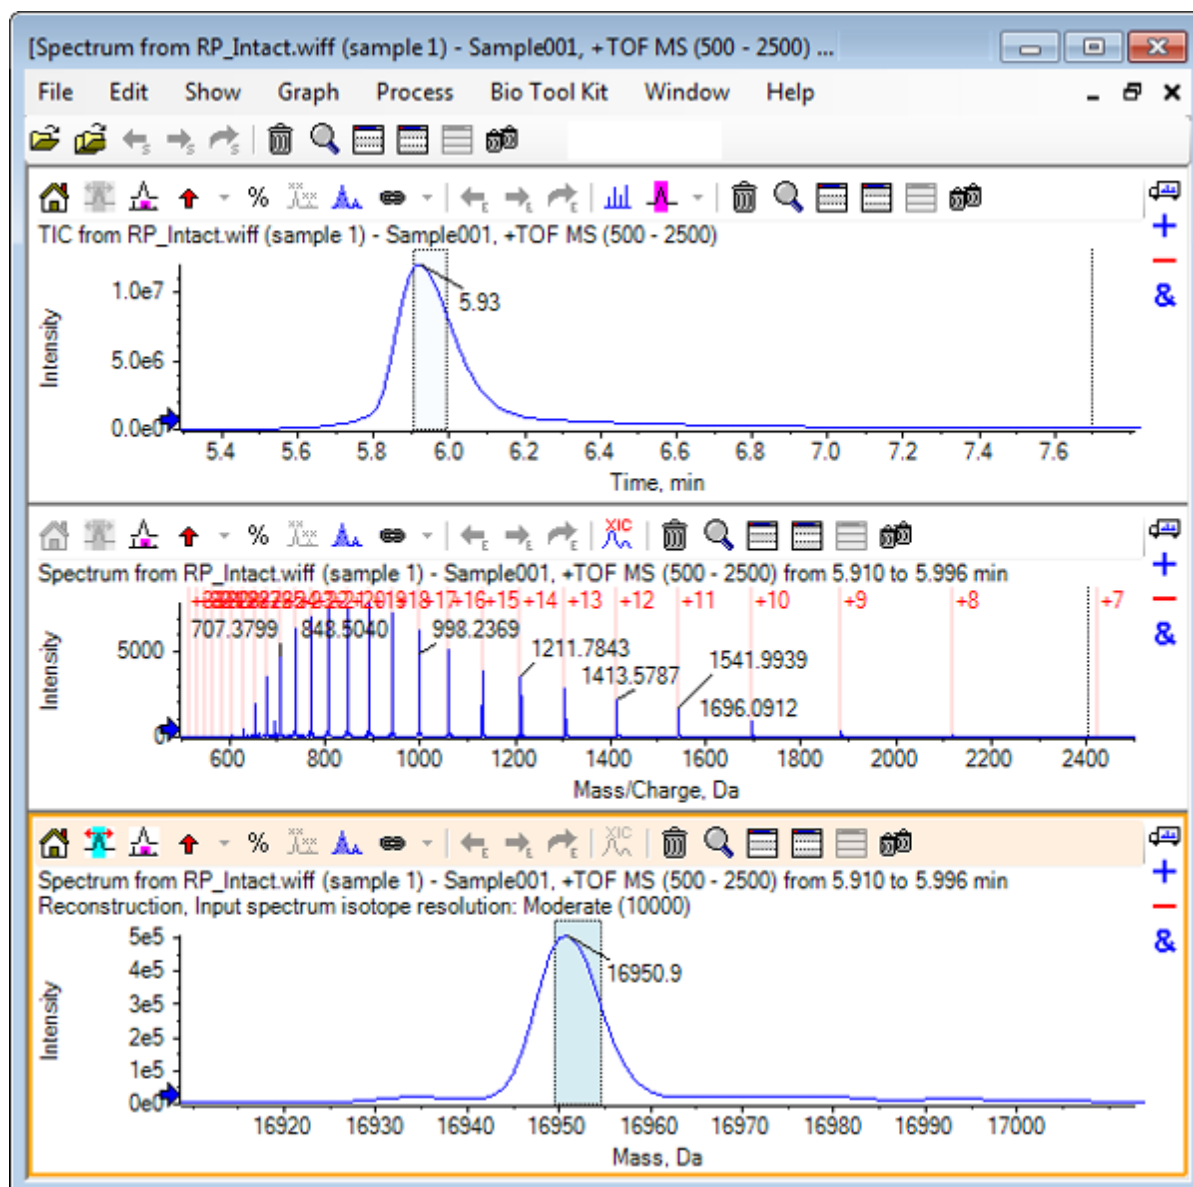 [Spectrum from RP_Intact.wiff (sample 1) - Sample001, +TOF MS (500 - 2500) ...
File Edit Show Graph Process Bio Tool Kit Window Help
%
TIC from RP_Intact.wiff (sample 1) - Sample001, +TOF MS (500 - 2500)
Intensity
1.0e7
5.0e6
0.0e0
5.93
5.4 5.6 5.8 6.0 6.2 6.4 6.6 6.8 7.0 7.2 7.4 7.6
Time, min
&
% XIC
Spectrum from RP_Intact.wiff (sample 1) - Sample001, +TOF MS (500 - 2500) from 5.910 to 5.996 min
+20 +19 +18 +17 +16 +15 +14 +13 +12 +11 +10 +9 +8 +7
707.3799 848.5040 998.2369
1211.7843 1541.9939
1413.5787
1696.0912
Intensity
5000
0
600 800 1000 1200 1400 1600 1800 2000 2200 2400
Mass/Charge, Da
&
% XIC
Spectrum from RP_Intact.wiff (sample 1) - Sample001, +TOF MS (500 - 2500) from 5.910 to 5.996 min
Reconstruction, Input spectrum isotope resolution: Moderate (10000)
Intensity
5e5
4e5
3e5
2e5
1e5
0e0
16950.9
16920 16930 16940 16950 16960 16970 16980 16990 17000
Mass, Da
&